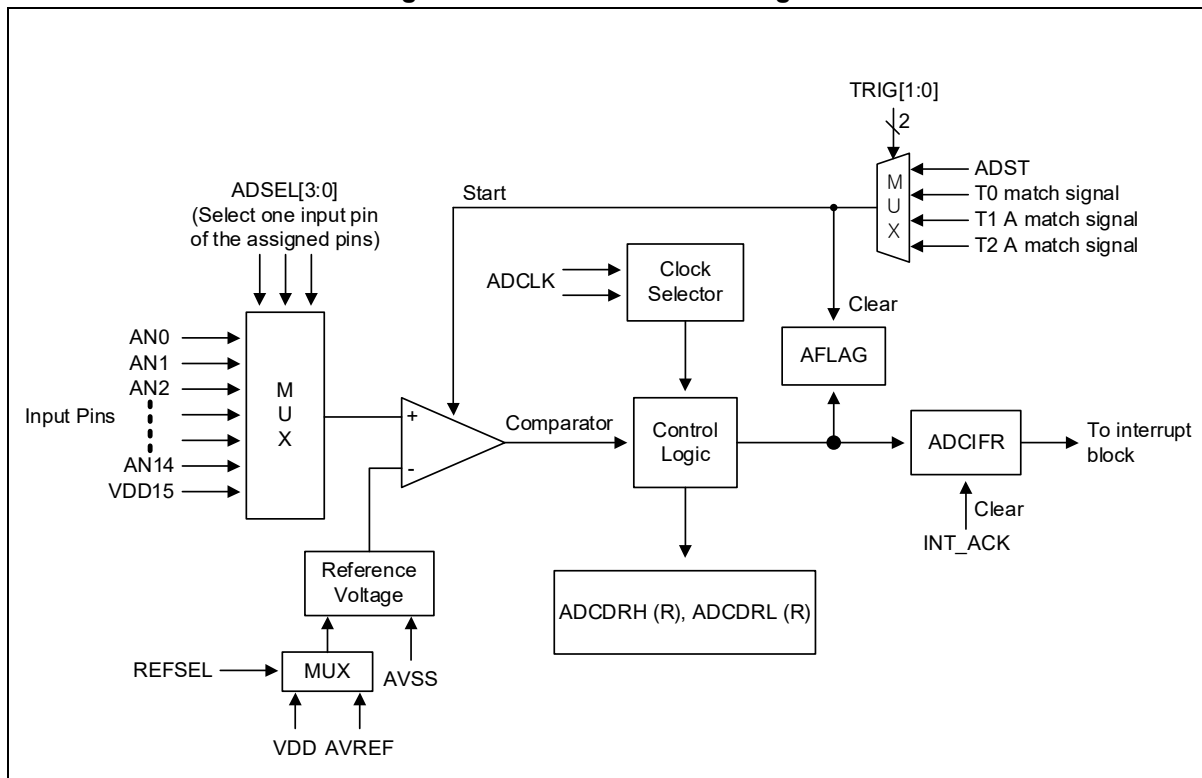 TRIG[1:0]
2
ADST
T0 match signal
T1 A match signal
T2 A match signal
M
U
X
Start
Clear
ADSEL[3:0]
(Select one input pin
of the assigned pins)
ADCLK
Clock
Selector
AFLAG
AN0
AN1
AN2
Input Pins
AN14
VDD15
M
U
X
+
-
Comparator
Control
Logic
ADCIFR
To interrupt
block
Clear
INT_ACK
Reference
Voltage
ADCDRH (R), ADCDRL (R)
REFSEL
MUX
AVSS
VDD AVREF